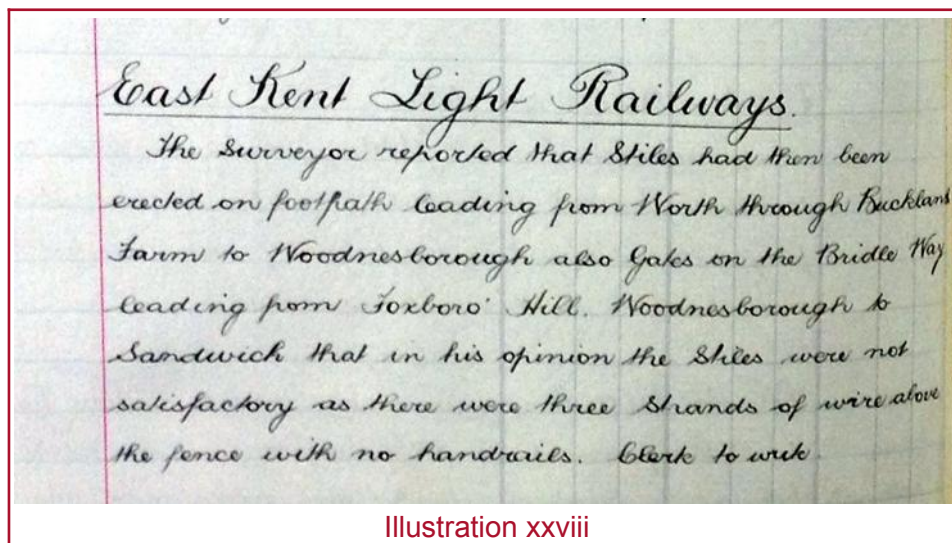 East Kent Light Railways.
The Surveyor reported that Stiles had then been
erected on footpath leading from Worth through Bucklans
Farm to Woodnesborough also Gates on the Bridle Way
leading from Foxboro' Hill. Woodnesborough to
Sandwich that in his opinion the Stiles were not
satisfactory as there were three strands of wire above
the fence with no handrails. Clerk to write
Illustration xxviii